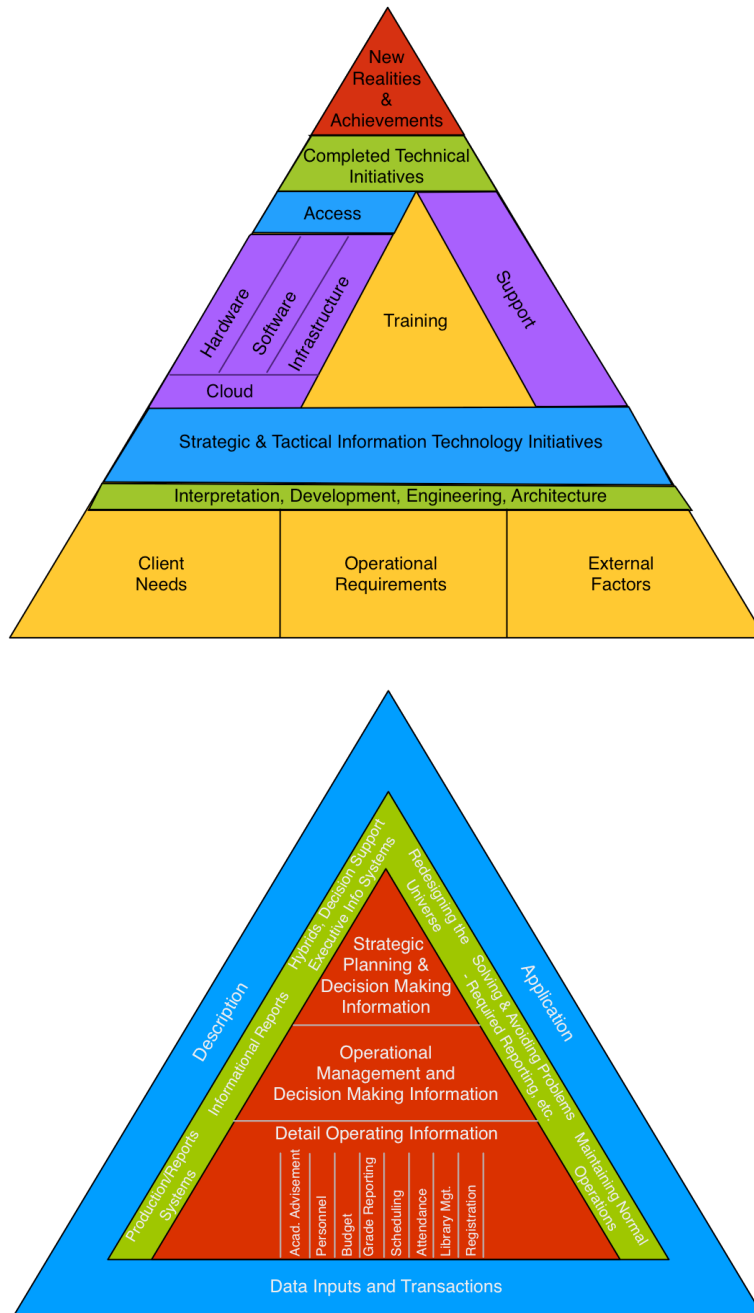 New
Realities
&
Achievements
Completed Technical
Initiatives
Access
Hardware
Software
Infrastructure
Cloud
Training
Support
Strategic & Tactical Information Technology Initiatives
Interpretation, Development, Engineering, Architecture
Client
Needs
Operational
Requirements
External
Factors
Description
Application
Hybrids, Decision Support
Executive Info Systems
Informational Reports
Production/Reports
Systems
Redesigning the
Universe
Solving & Avoiding Problems
- Required Reporting, etc.
Maintaining Normal
Operations
Strategic
Planning &
Decision Making
Information
Operational
Management and
Decision Making Information
Detail Operating Information
Acad. Advisement
Personnel
Budget
Grade Reporting
Scheduling
Attendance
Library Mgt.
Registration
Data Inputs and Transactions